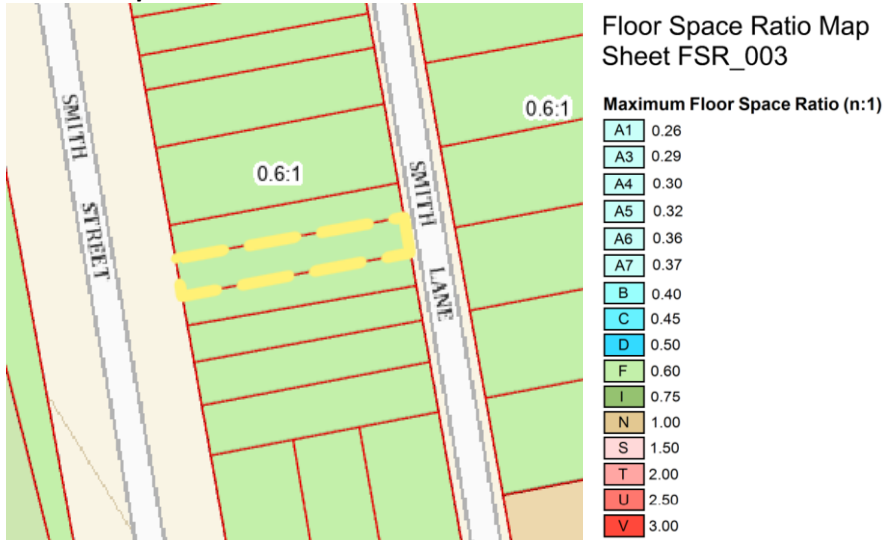 SMITH
STREET
0.6:1
SMITH
LANE
0.6:1
Floor Space Ratio Map
Sheet FSR_003
Maximum Floor Space Ratio (n:1)
A1 0.26
A3 0.29
A4 0.30
A5 0.32
A6 0.36
A7 0.37
B 0.40
C 0.45
D 0.50
F 0.60
I 0.75
N 1.00
S 1.50
T 2.00
U 2.50
V 3.00